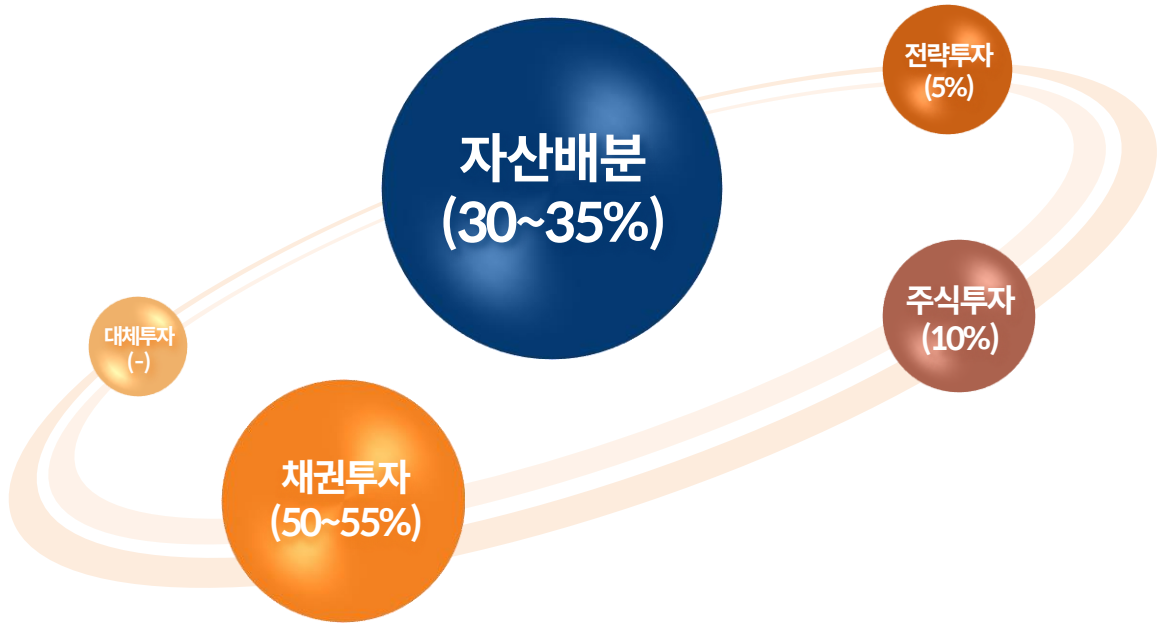 전략투자
(5%)
자산배분
(30~35%)
주식투자
(10%)
대체투자
(-)
채권투자
(50~55%)